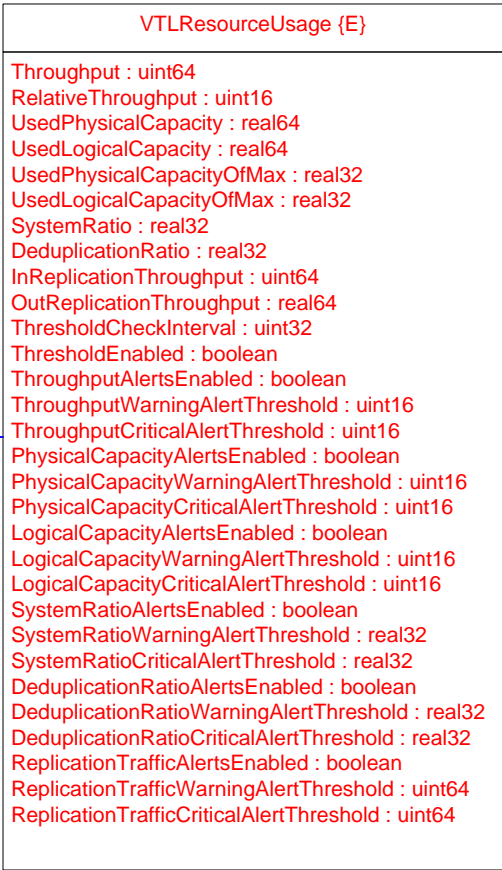 VTLResourceUsage {E}
Throughput : uint64
RelativeThroughput : uint16
UsedPhysicalCapacity : real64
UsedLogicalCapacity : real64
UsedPhysicalCapacityOfMax : real32
UsedLogicalCapacityOfMax : real32
SystemRatio : real32
DeduplicationRatio : real32
InReplicationThroughput : uint64
OutReplicationThroughput : real64
ThresholdCheckInterval : uint32
ThresholdEnabled : boolean
ThroughputAlertsEnabled : boolean
ThroughputWarningAlertThreshold : uint16
ThroughputCriticalAlertThreshold : uint16
PhysicalCapacityAlertsEnabled : boolean
PhysicalCapacityWarningAlertThreshold : uint16
PhysicalCapacityCriticalAlertThreshold : uint16
LogicalCapacityAlertsEnabled : boolean
LogicalCapacityWarningAlertThreshold : uint16
LogicalCapacityCriticalAlertThreshold : uint16
SystemRatioAlertsEnabled : boolean
SystemRatioWarningAlertThreshold : real32
SystemRatioCriticalAlertThreshold : real32
DeduplicationRatioAlertsEnabled : boolean
DeduplicationRatioWarningAlertThreshold : real32
DeduplicationRatioCriticalAlertThreshold : real32
ReplicationTrafficAlertsEnabled : boolean
ReplicationTrafficWarningAlertThreshold : uint64
ReplicationTrafficCriticalAlertThreshold : uint64